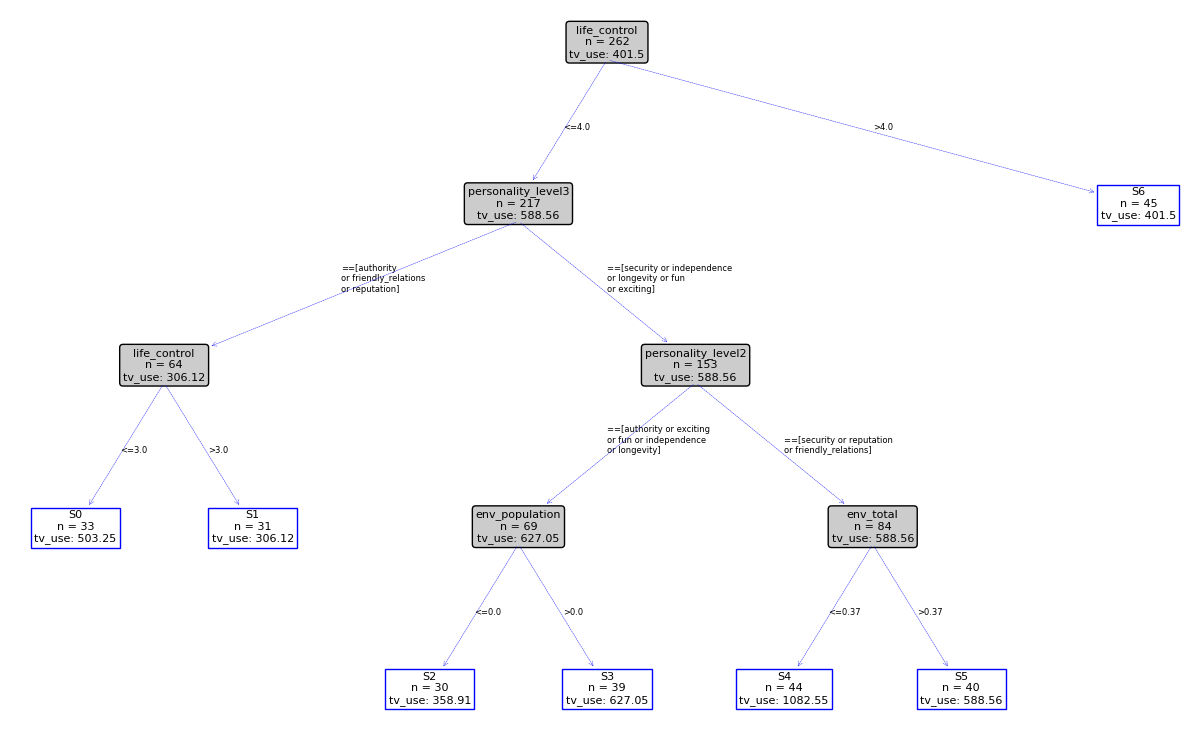 life_control
n = 262
tv_use: 401.5
<=4.0
>4.0
personality_level3
n = 217
tv_use: 588.56
S6
n = 45
tv_use: 401.5
==[authority
or friendly_relations
or reputation]
==[security or independence
or longevity or fun
or exciting]
life_control
n = 64
tv_use: 306.12
personality_level2
n = 153
tv_use: 588.56
<=3.0
>3.0
==[authority or exciting
or fun or independence
or longevity]
==[security or reputation
or friendly_relations]
S0
n = 33
tv_use: 503.25
S1
n = 31
tv_use: 306.12
env_population
n = 69
tv_use: 627.05
env_total
n = 84
tv_use: 588.56
<=0.0
>0.0
<=0.37
>0.37
S2
n = 30
tv_use: 358.91
S3
n = 39
tv_use: 627.05
S4
n = 44
tv_use: 1082.55
S5
n = 40
tv_use: 588.56